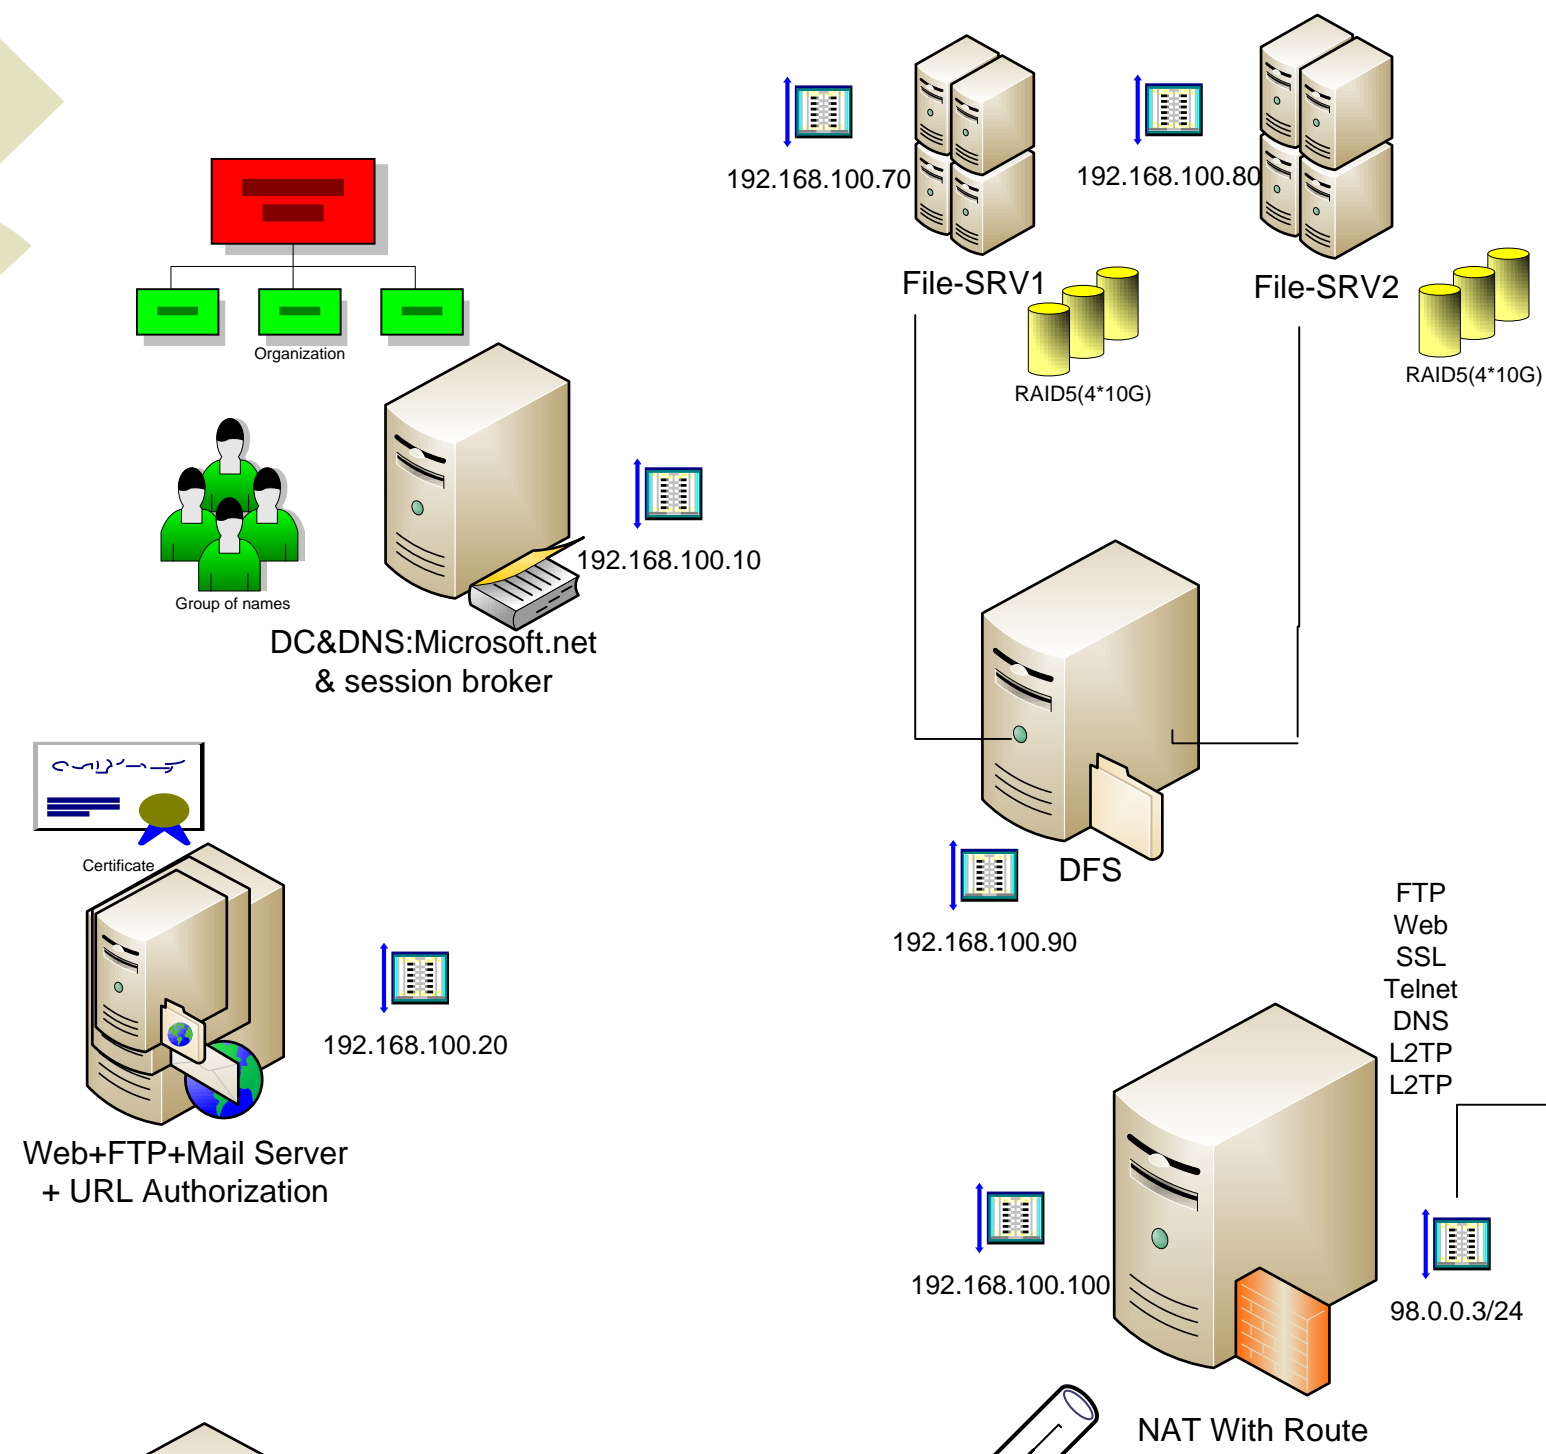 192.168.100.70
192.168.100.80
File-SRV1
File-SRV2
RAID5(4*10G)
RAID5(4*10G)
Organization
192.168.100.10
Group of names
DC&DNS:Microsoft.net
& session broker
Certificate
DFS
192.168.100.90
FTP
Web
SSL
Telnet
DNS
L2TP
L2TP
192.168.100.20
Web+FTP+Mail Server
+ URL Authorization
192.168.100.100
98.0.0.3/24
NAT With Route